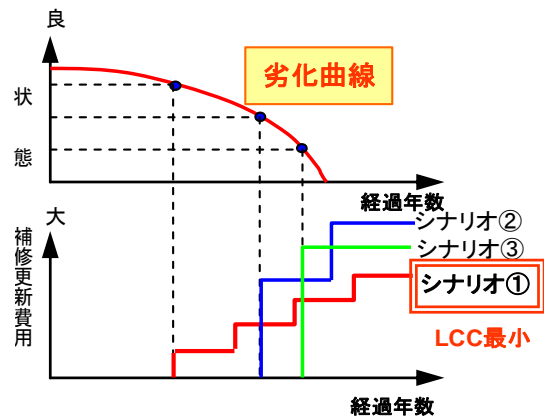 良
劣化曲線
状
態
経過年数
大
シナリオ②
シナリオ③
シナリオ①
補修更新費用
LCC最小
経過年数